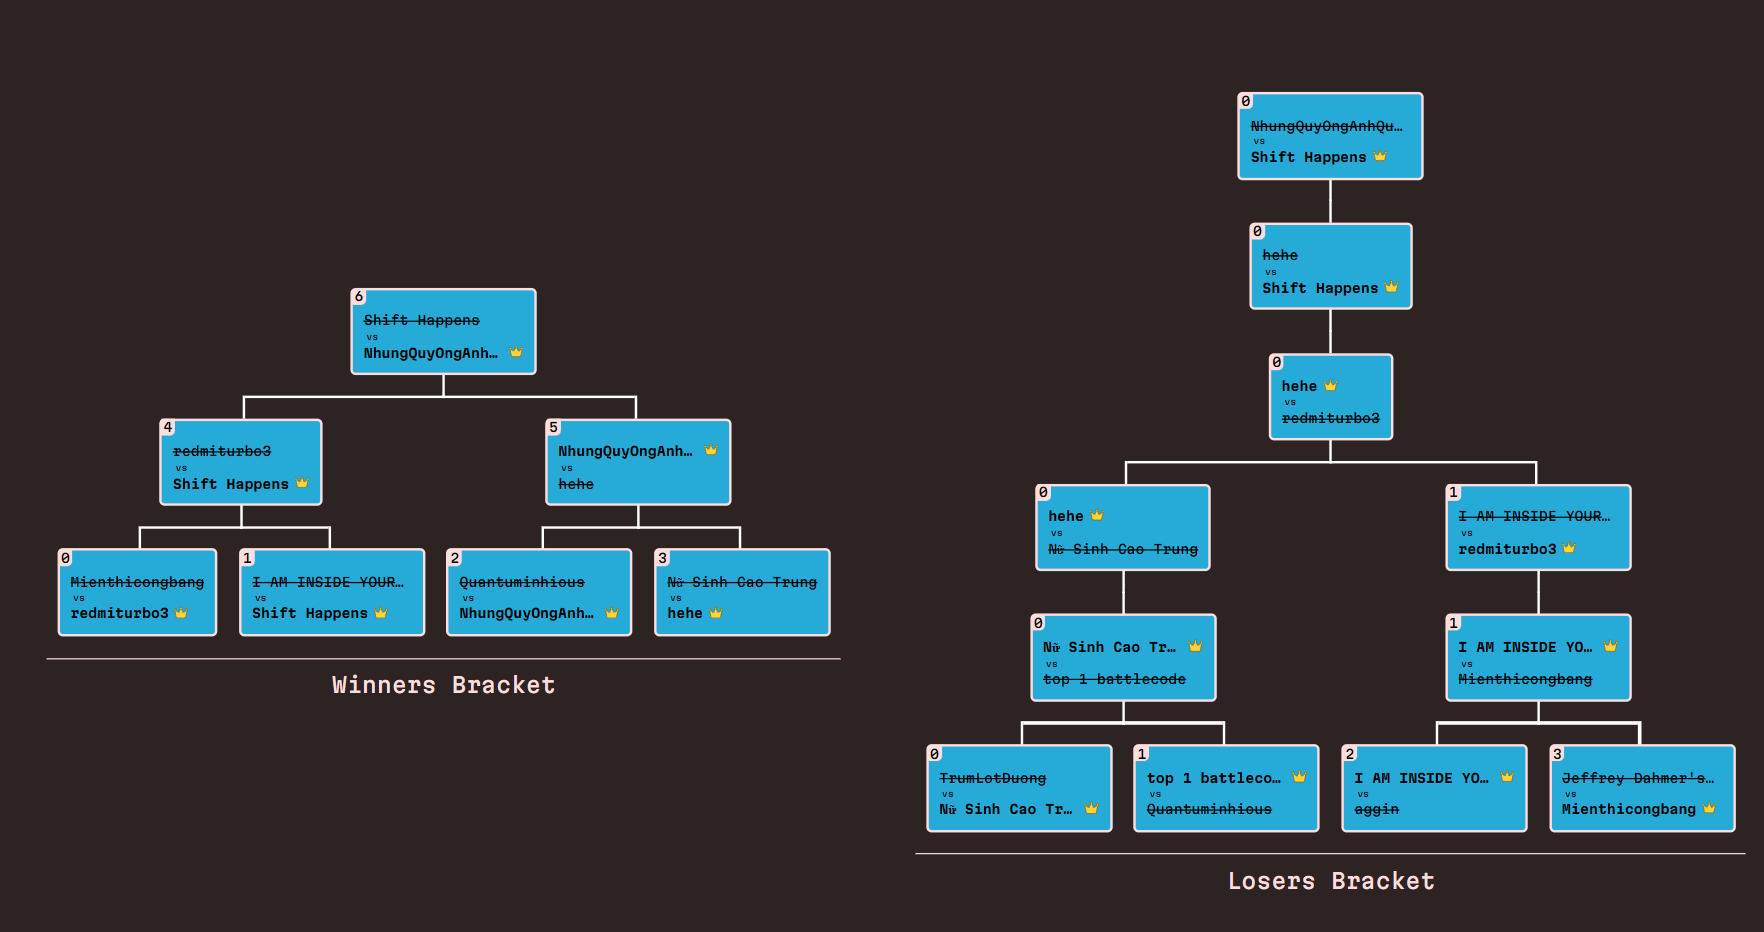 6
Shift Happens
vs
NhungQuyOngAnh…
4
redmiturbo3
vs
Shift Happens
5
NhungQuyOngAnh…
vs
hehe
0
Mienthicongbang
vs
redmiturbo3
1
I AM INSIDE YOUR…
vs
Shift Happens
2
Quantuminhious
vs
NhungQuyOngAnh…
3
Nữ Sinh Cao Trung
vs
hehe
Winners Bracket
0
NhungQuyOngAnhQu…
vs
Shift Happens
0
hehe
vs
Shift Happens
0
hehe
vs
redmiturbo3
0
hehe
vs
Nữ Sinh Cao Trung
1
I AM INSIDE YOUR…
vs
redmiturbo3
0
Nữ Sinh Cao Tr…
vs
top 1 battlecode
1
I AM INSIDE YO…
vs
Mienthicongbang
0
TrumLotDuong
vs
Nữ Sinh Cao Tr…
1
top 1 battleco…
vs
Quantuminhious
2
I AM INSIDE YO…
vs
aggin
3
Jeffrey Dahmer's…
vs
Mienthicongbang
Losers Bracket